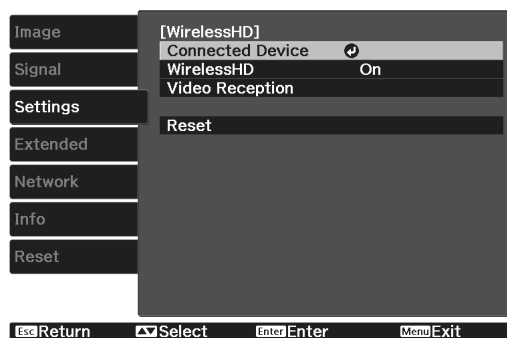 Image
Signal
Settings
Extended
Network
Info
Reset
[WirelessHD]
Connected Device
WirelessHD On
Video Reception
Reset
Esc Return Select Enter Enter Menu Exit